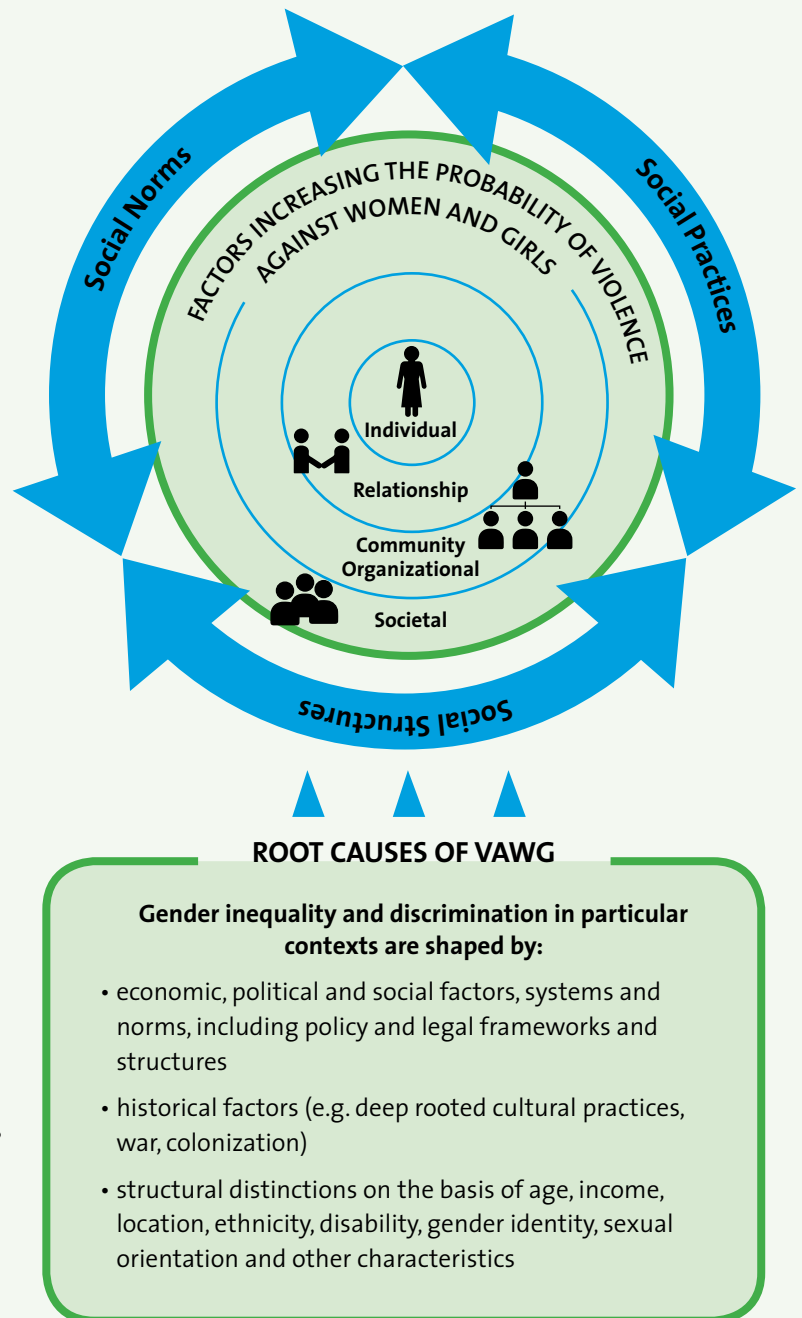 Social Norms
Social Practices
FACTORS INCREASING THE PROBABILITY OF VIOLENCE
AGAINST WOMEN AND GIRLS
Individual
Relationship
Community
Organizational
Societal
Social Structures
ROOT CAUSES OF VAWG
Gender inequality and discrimination in particular
contexts are shaped by:
• economic, political and social factors, systems and
norms, including policy and legal frameworks and
structures
• historical factors (e.g. deep rooted cultural practices,
war, colonization)
• structural distinctions on the basis of age, income,
location, ethnicity, disability, gender identity, sexual
orientation and other characteristics